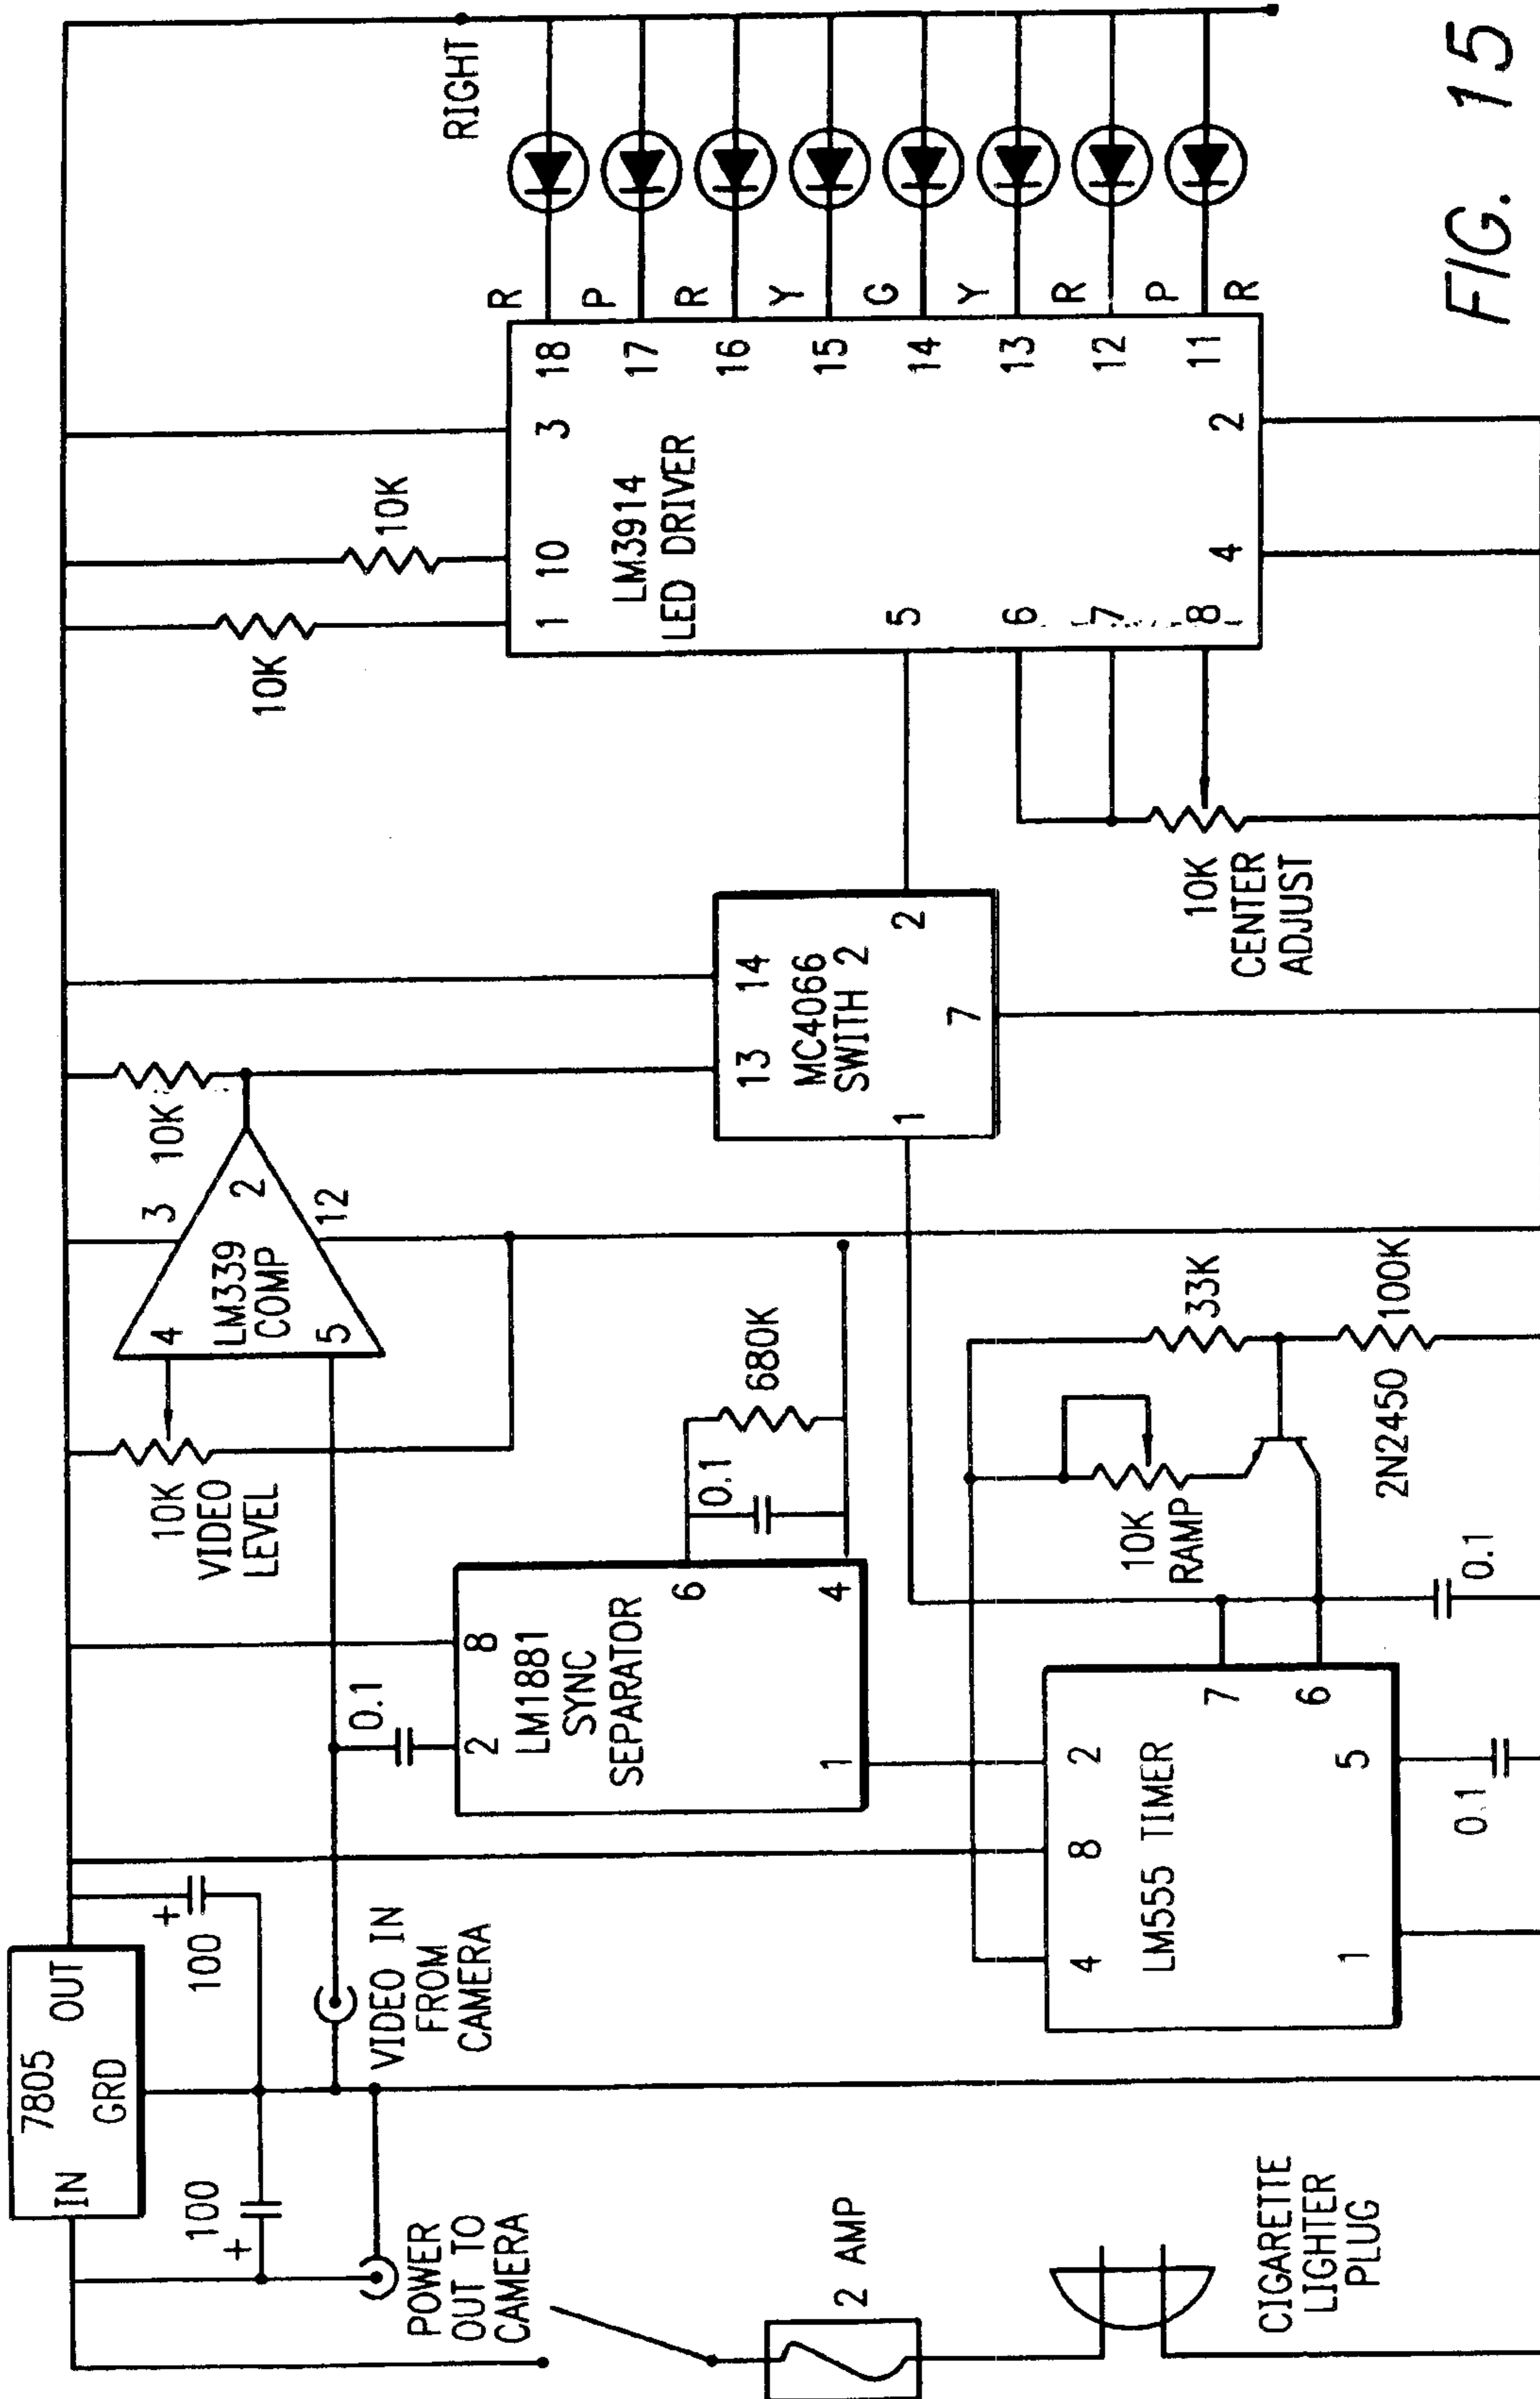 7805
IN
OUT
GRD
100
+
100
+
POWER
OUT TO
CAMERA
VIDEO IN
FROM
CAMERA
2 AMP
CIGARETTE
LIGHTER
PLUG
10K
VIDEO
LEVEL
4
LM339
COMP
5
3
2
12
10K
0.1
2
8
LM1881
SYNC
SEPARATOR
6
1
4
0.1
680K
4
8
2
LM555 TIMER
7
6
1
5
0.1
0.1
10K
RAMP
2N2450
33K
100K
13
14
MC4066
SWITH 2
1
2
7
10K
CENTER
ADJUST
10K
10K
1
10
3
LM3914
LED DRIVER
5
6
7
8
4
2
18
17
16
15
14
13
12
11
R
P
R
Y
G
Y
R
P
R
RIGHT
FIG. 15